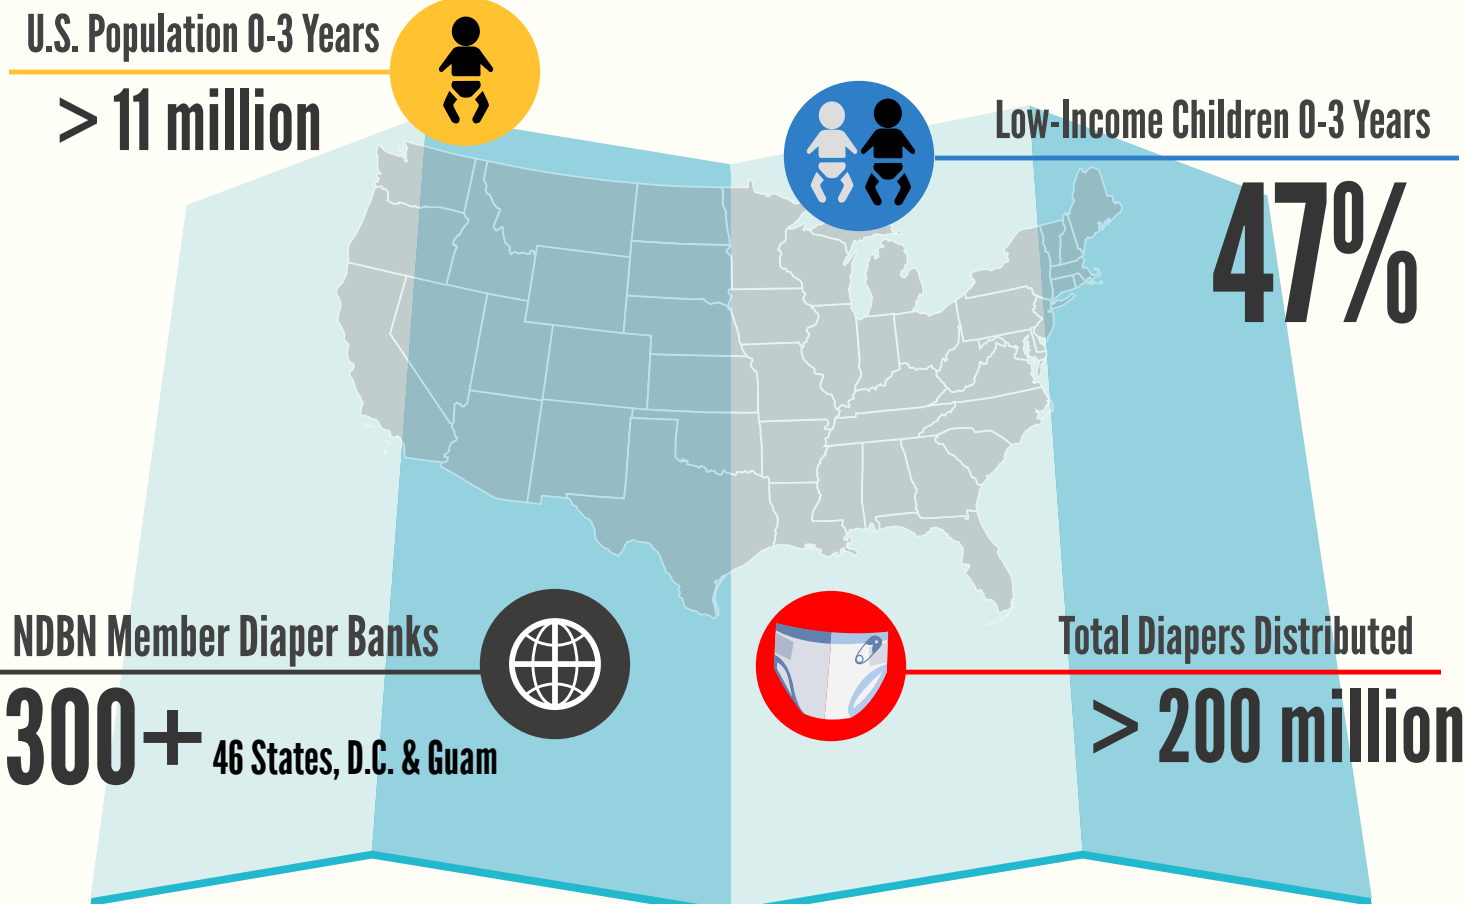 U.S. Population 0-3 Years
> 11 million
Low-Income Children 0-3 Years
47%
NDBN Member Diaper Banks
300+ 46 States, D.C. & Guam
Total Diapers Distributed
> 200 million